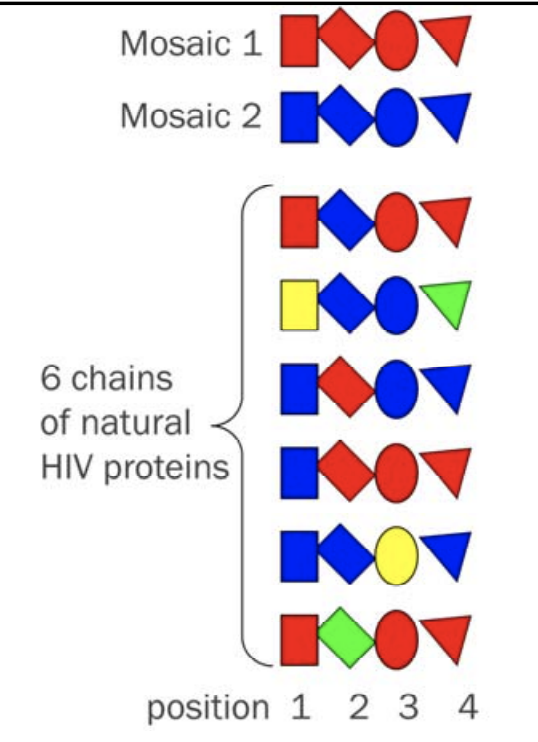 Mosaic 1
Mosaic 2
6 chains
of natural
HIV proteins
position 1 2 3 4